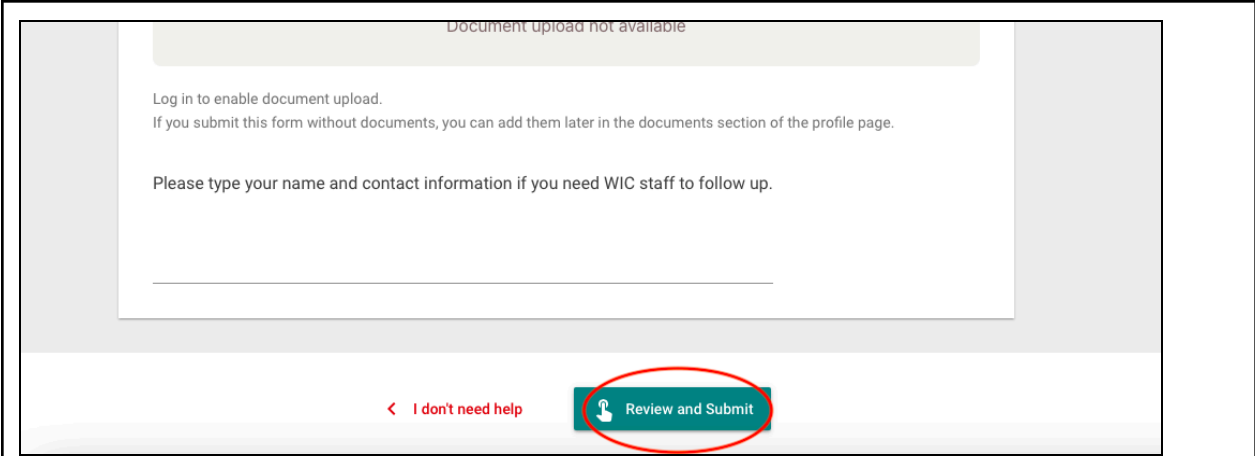 Document upload not available
Log in to enable document upload.
If you submit this form without documents, you can add them later in the documents section of the profile page.
Please type your name and contact information if you need WIC staff to follow up.
I don't need help
Review and Submit